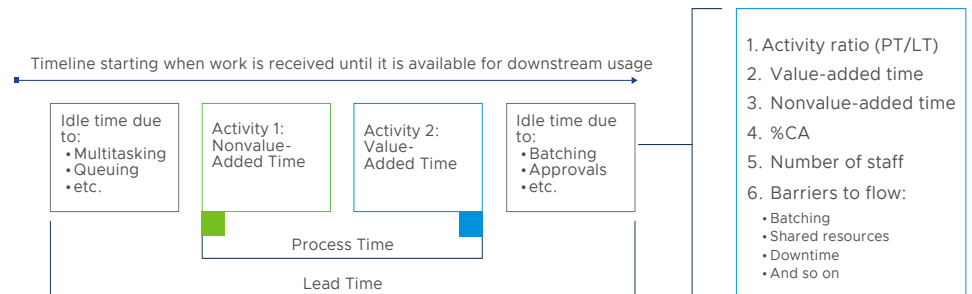 Timeline starting when work is received until it is available for downstream usage
Idle time due
to:
• Multitasking
• Queuing
• etc.
Activity 1:
Nonvalue-
Added Time
Activity 2:
Value-
Added Time
Idle time due
to:
• Batching
• Approvals
• etc.
Process Time
Lead Time
1. Activity ratio (PT/LT)
2. Value-added time
3. Nonvalue-added time
4. %CA
5. Number of staff
6. Barriers to flow:
• Batching
• Shared resources
• Downtime
• And so on